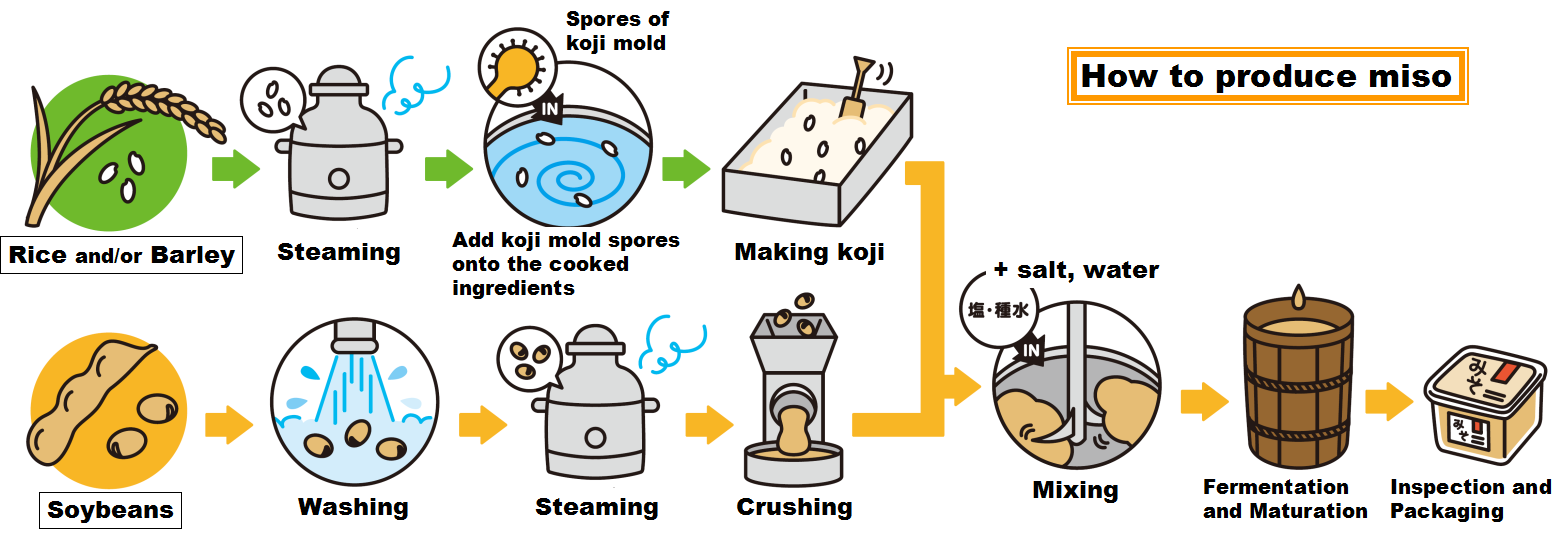 How to produce miso
Spores of
koji mold
IN
Rice and/or Barley
Steaming
Add koji mold spores
onto the cooked
ingredients
Making koji
Soybeans
Washing
Steaming
Crushing
+ salt, water
塩・種水
IN
Mixing
Fermentation
and Maturation
みそ
みそ
Inspection and
Packaging